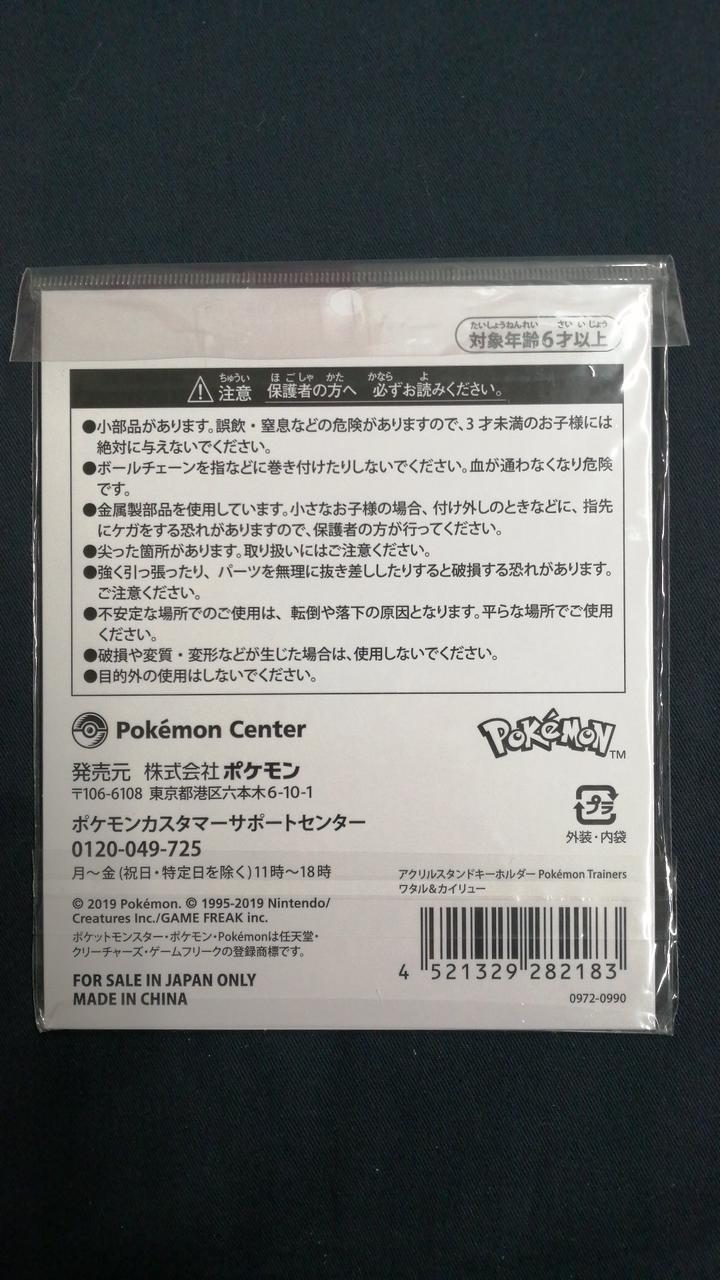 たいしょうねんれい さい いじょう
対象年齢6才以上
ちゅうい ほごしゃ かた かなら よ
注意 保護者の方へ 必ずお読みください。
●小部品があります。誤飲・窒息などの危険がありますので、3才未満のお子様には
絶対に与えないでください。
●ボールチェーンを指などに巻き付けたりしないでください。血が通わなくなり危険
です。
●金属製部品を使用しています。小さなお子様の場合、付け外しのときなどに、指先
にケガをする恐れがありますので、保護者の方が行ってください。
●尖った箇所があります。取り扱いにはご注意ください。
●強く引っ張ったり、パーツを無理に抜き差ししたりすると破損する恐れがあります。
ご注意ください。
●不安定な場所でのご使用は、転倒や落下の原因となります。平らな場所でご使用
ください。
●破損や変質・変形などが生じた場合は、使用しないでください。
●目的外の使用はしないでください。
Pokémon Center
POKéMON TM
発売元 株式会社ポケモン
〒106-6108 東京都港区六本木6-10-1
プラ
外装・内袋
ポケモンカスタマーサポートセンター
0120-049-725
月～金(祝日・特定日を除く)11時～18時
アクリルスタンドキーホルダー Pokémon Trainers
ワタル&カイリュー
© 2019 Pokémon. © 1995-2019 Nintendo/
Creatures Inc./GAME FREAK inc.
ポケットモンスター・ポケモン・Pokémonは任天堂・
クリーチャーズ・ゲームフリークの登録商標です。
4 521329 282183
FOR SALE IN JAPAN ONLY
MADE IN CHINA
0972-0990